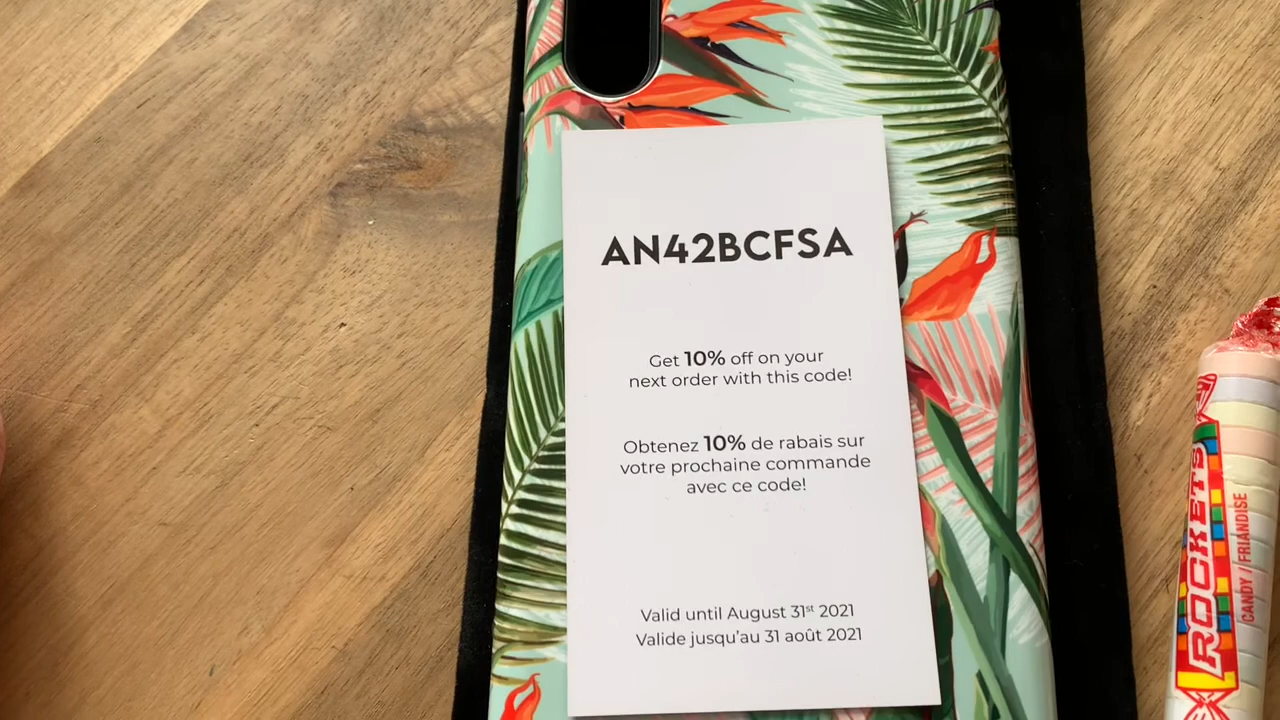 AN42BCFSA
Get 10% off on your
next order with this code!
Obtenez 10% de rabais sur
votre prochaine commande
avec ce code!
Valid until August 31st 2021
Valide jusqu'au 31 août 2021
ROCKETS
CANDY / FRIANDISE